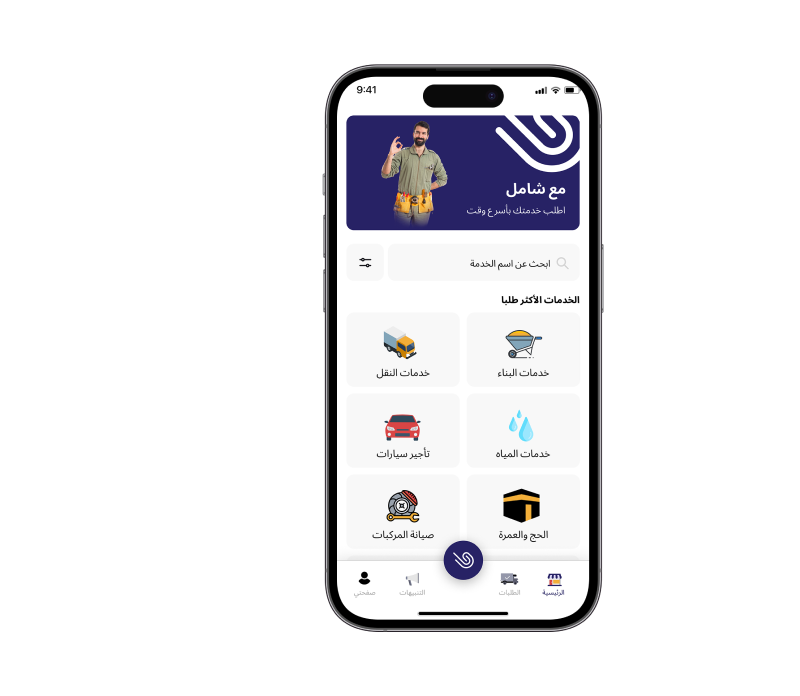 9:41
مع شامل
اطلب خدمتك بأسرع وقت
ابحث عن اسم الخدمة
الخدمات الأكثر طلبا
خدمات البناء
خدمات النقل
خدمات المياه
تأجير سيارات
الحج والعمرة
صيانة المركبات
الرئيسية
الطلبات
التنبيهات
صفحتي